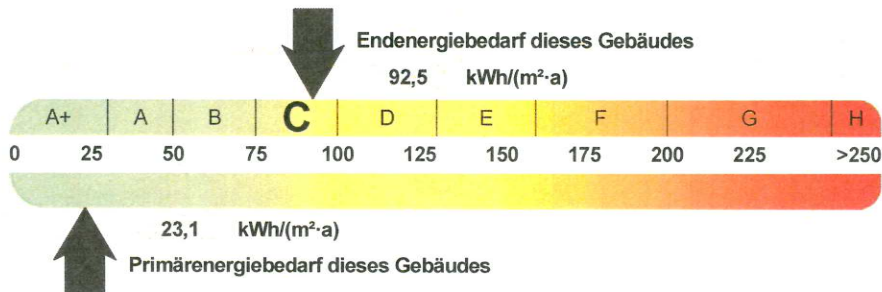 Endenergiebedarf dieses Gebäudes
92,5 kWh/(m²·a)
A+ A B C D E F G H
0 25 50 75 100 125 150 175 200 225 >250
23,1 kWh/(m²·a)
Primärenergiebedarf dieses Gebäudes